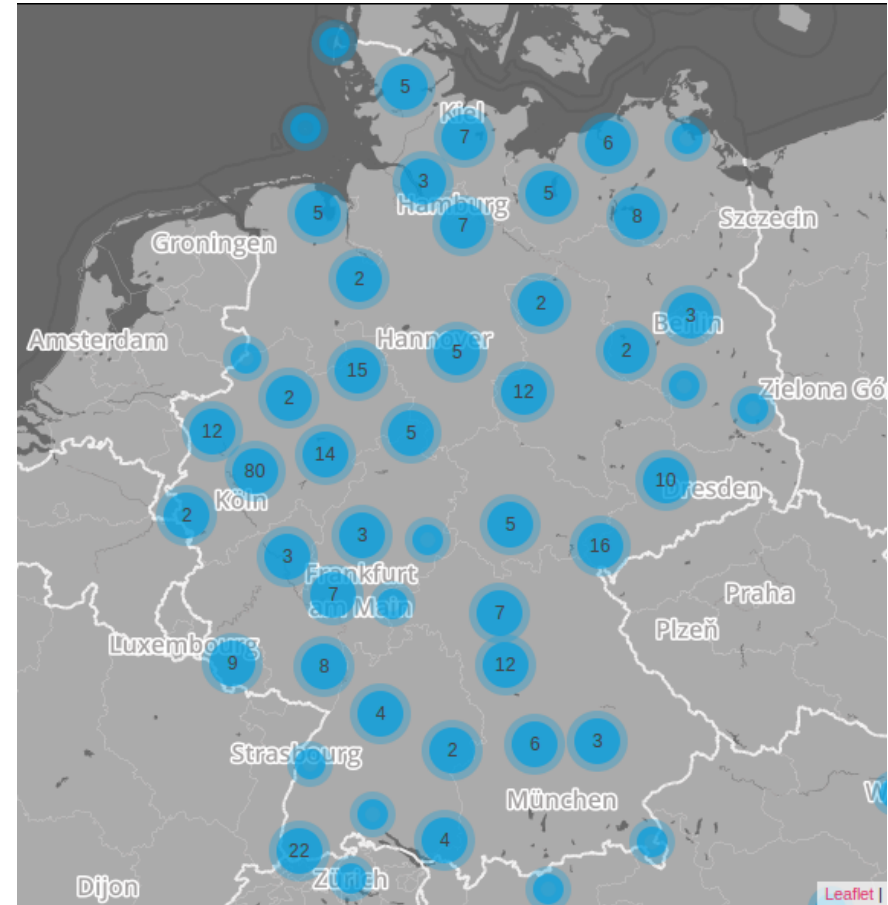 5
Kiel
7
6
3
5
Hamburg
5
8
Szczecin
7
Groningen
2
2
3
Berlin
Amsterdam
Hannover
5
2
15
12
Zielona Gó
2
12
5
14
80
10
Dresden
Köln
2
5
3
16
3
Frankfurt
7
am Main
Praha
7
Plzeň
Luxembourg
9
8
12
4
Strasbourg
2
6
3
W
München
4
22
Zürich
Dijon
Leaflet |